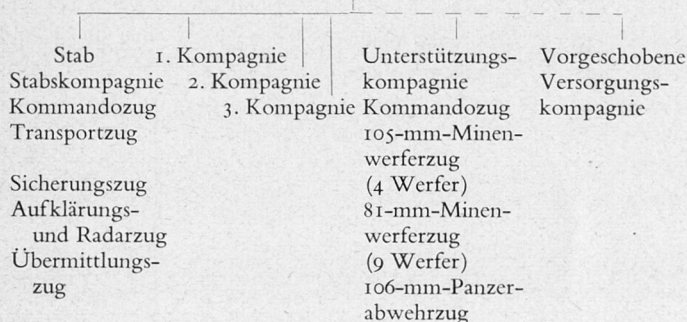 Stab
Stabskompagnie
Kommandozug
Transportzug
Sicherungszug
Aufklärungs-
und Radarzug
Übermittlungs-
zug
1. Kompagnie
2. Kompagnie
3. Kompagnie
Unterstützungs-
kompagnie
Kommandozug
105-mm-Minen-
werferzug
(4 Werfer)
81-mm-Minen-
werferzug
(9 Werfer)
106-mm-Panzer-
abwehrzug
Vorgeschobene
Versorgungs-
kompagnie